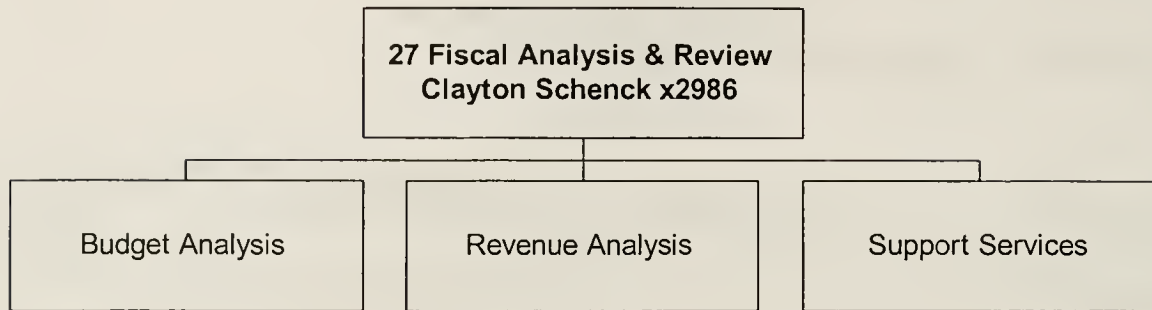 27 Fiscal Analysis & Review
Clayton Schenck x2986
Budget Analysis
Revenue Analysis
Support Services